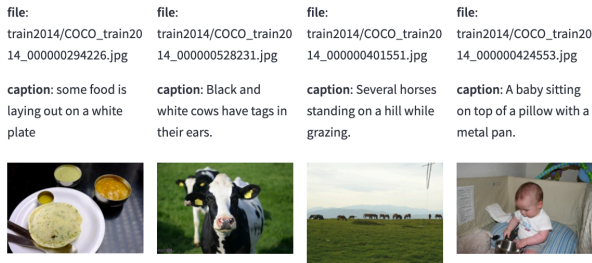 file:
train2014/COCO_train20
14_000000294226.jpg
caption: some food is
laying out on a white
plate
file:
train2014/COCO_train20
14_000000528231.jpg
caption: Black and
white cows have tags in
their ears.
file:
train2014/COCO_train20
14_000000401551.jpg
caption: Several horses
standing on a hill while
grazing.
file:
train2014/COCO_train20
14_000000424553.jpg
caption: A baby sitting
on top of a pillow with a
metal pan.